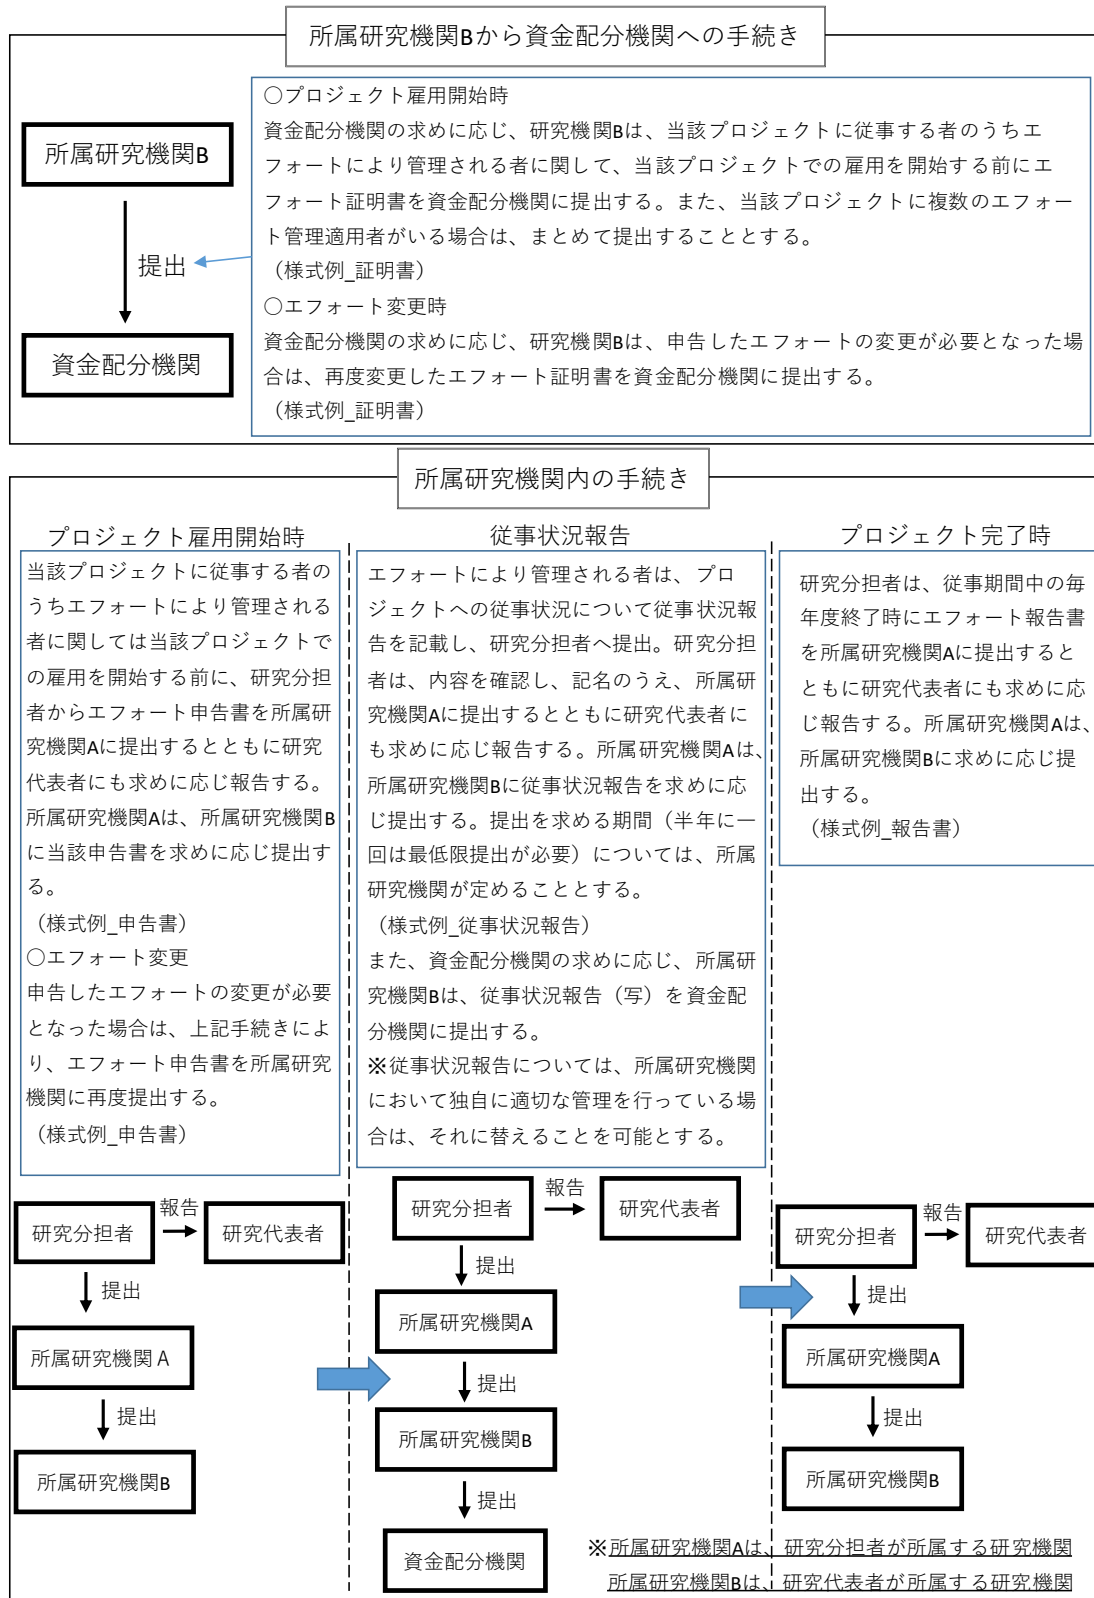 所属研究機関Bから資金配分機関への手続き
所属研究機関B
提出
資金配分機関
○プロジェクト雇用開始時
資金配分機関の求めに応じ、研究機関Bは、当該プロジェクトに従事する者のうちエ
フォートにより管理される者に関して、当該プロジェクトでの雇用を開始する前にエ
フォート証明書を資金配分機関に提出する。また、当該プロジェクトに複数のエフォー
ト管理適用者がいる場合は、まとめて提出することとする。
（様式例_証明書）
○エフォート変更時
資金配分機関の求めに応じ、研究機関Bは、申告したエフォートの変更が必要となった場
合は、再度変更したエフォート証明書を資金配分機関に提出する。
（様式例_証明書）
所属研究機関内の手続き
プロジェクト雇用開始時
当該プロジェクトに従事する者の
うちエフォートにより管理される
者に関しては当該プロジェクトで
の雇用を開始する前に、研究分担
者からエフォート申告書を所属研
究機関Aに提出するとともに研究
代表者にも求めに応じ報告する。
所属研究機関Aは、所属研究機関B
に当該申告書を求めに応じ提出す
る。
（様式例_申告書）
○エフォート変更
申告したエフォートの変更が必要
となった場合は、上記手続きによ
り、エフォート申告書を所属研究
機関に再度提出する。
（様式例_申告書）
研究分担者
報告
研究代表者
提出
所属研究機関Ａ
提出
所属研究機関B
従事状況報告
エフォートにより管理される者は、プロ
ジェクトへの従事状況について従事状況報
告を記載し、研究分担者へ提出。研究分担
者は、内容を確認し、記名のうえ、所属研
究機関Aに提出するとともに研究代表者に
も求めに応じ報告する。所属研究機関Aは、
所属研究機関Bに従事状況報告を求めに応
じ提出する。提出を求める期間（半年に一
回は最低限提出が必要）については、所属
研究機関が定めることとする。
（様式例_従事状況報告）
また、資金配分機関の求めに応じ、所属研
究機関Bは、従事状況報告（写）を資金配
分機関に提出する。
※従事状況報告については、所属研究機関
において独自に適切な管理を行っている場
合は、それに替えることを可能とする。
研究分担者
報告
研究代表者
提出
所属研究機関A
提出
所属研究機関B
提出
資金配分機関
プロジェクト完了時
研究分担者は、従事期間中の毎
年度終了時にエフォート報告書
を所属研究機関Aに提出すると
ともに研究代表者にも求めに応
じ報告する。所属研究機関Aは、
所属研究機関Bに求めに応じ提
出する。
（様式例_報告書）
研究分担者
報告
研究代表者
提出
所属研究機関A
提出
所属研究機関B
※所属研究機関Aは、研究分担者が所属する研究機関
所属研究機関Bは、研究代表者が所属する研究機関